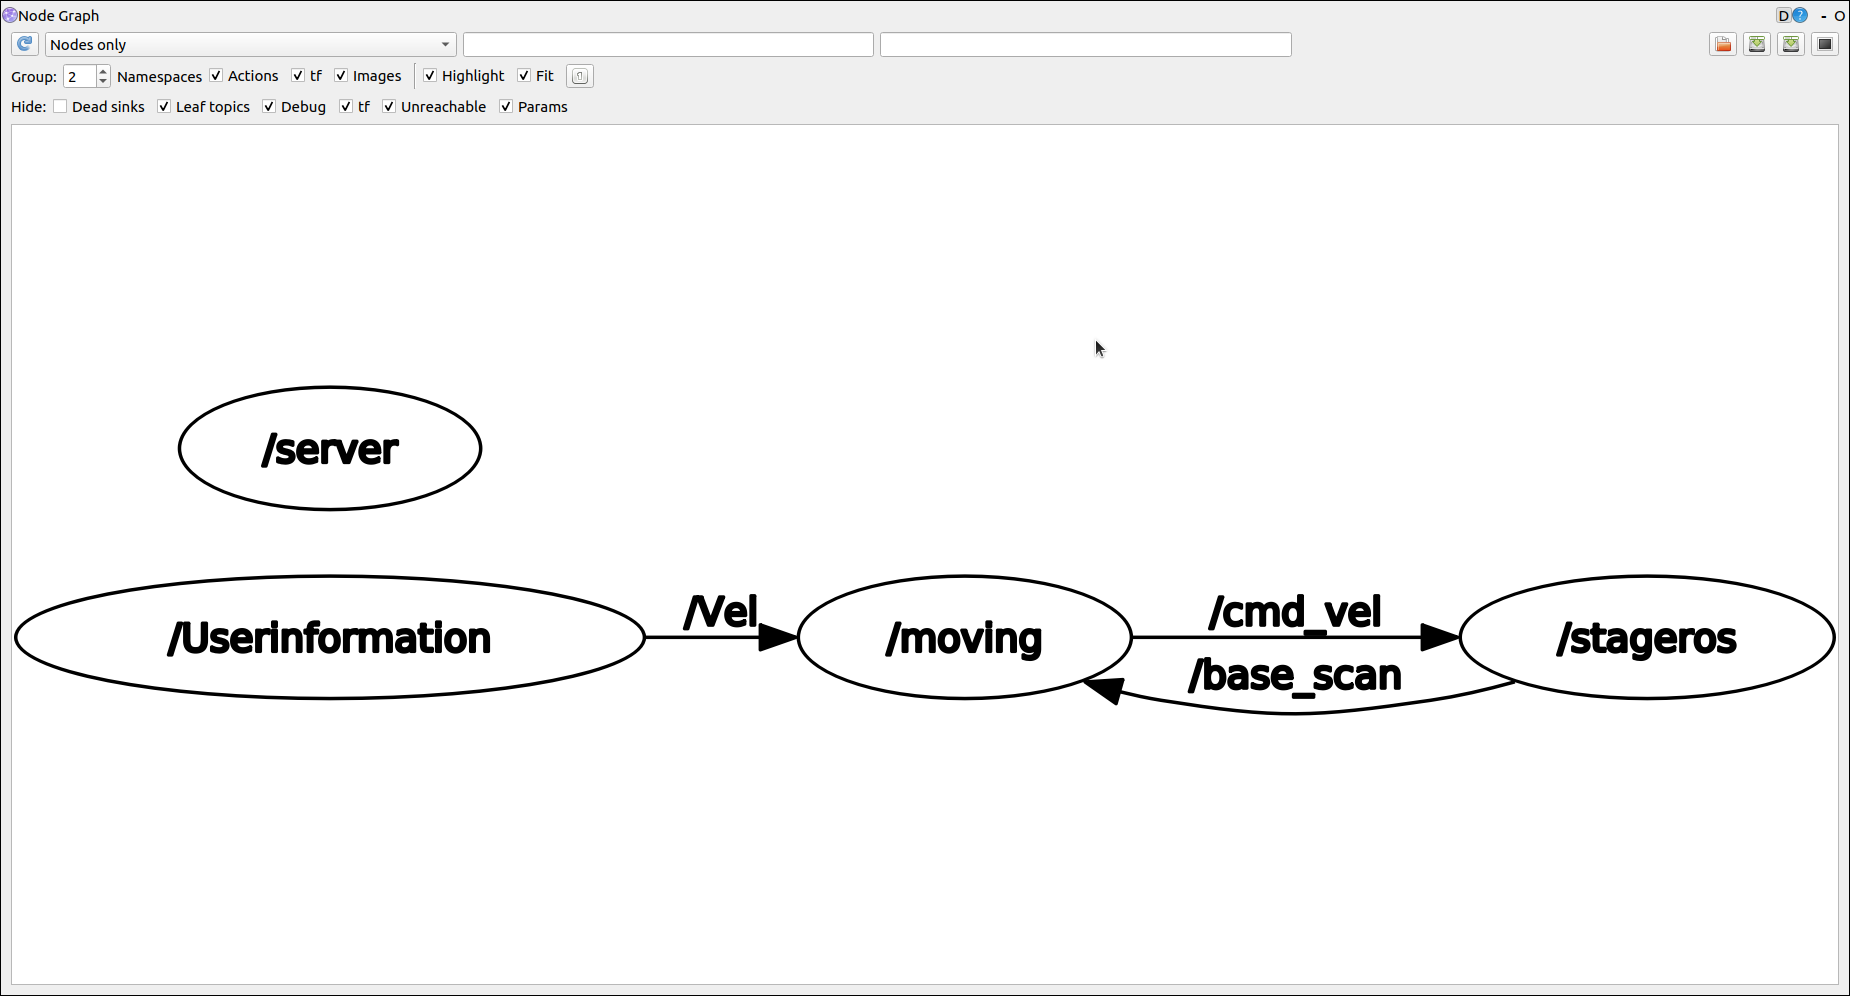 Node Graph D ? - O
Nodes only
Group: 2 Namespaces Actions tf Images Highlight Fit
Hide: Dead sinks Leaf topics Debug tf Unreachable Params
/server
/Userinformation
/Vel
/moving
/cmd_vel
/base_scan
/stageros